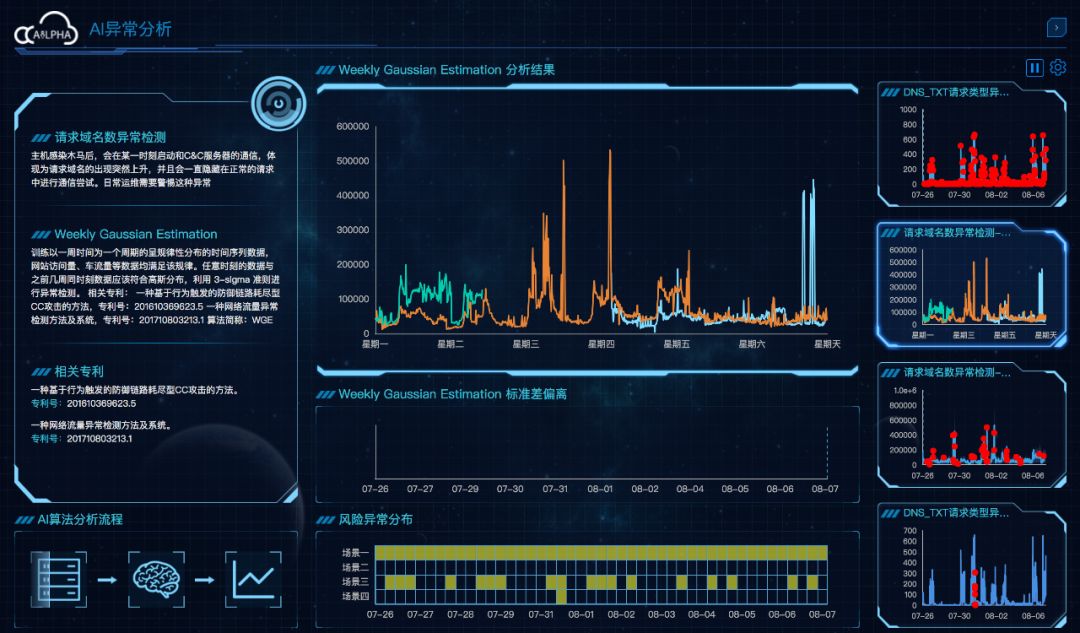 CAALPHA
AI异常分析
请求域名数异常检测
主机感染木马后，会在某一时刻启动和C&C服务器的通信，体
现为请求域名的出现突然上升，并且会一直隐藏在正常的请求
中进行通信尝试。日常运维需要警惕这种异常
Weekly Gaussian Estimation
训练以一周时间为一个周期的呈规律性分布的时间序列数据，
网站访问量、车流量等数据均满足该规律。任意时刻的数据与
之前几周同时刻数据应该符合高斯分布，利用 3-sigma 准则进
行异常检测。 相关专利： 一种基于行为触发的防御链路耗尽型
CC攻击的方法，专利号：201610369623.5 一种网络流量异常
检测方法及系统，专利号：201710803213.1 算法简称：WGE
相关专利
一种基于行为触发的防御链路耗尽型CC攻击的方法。
专利号：201610369623.5
一种网络流量异常检测方法及系统。
专利号：201710803213.1
AI算法分析流程
Weekly Gaussian Estimation 分析结果
600000
500000
400000
300000
200000
100000
0
星期一 星期二 星期三 星期四 星期五 星期六 星期天
Weekly Gaussian Estimation 标准差偏离
07-26 07-27 07-29 07-30 07-31 08-01 08-02 08-04 08-05 08-06 08-07
风险异常分布
场景一
场景二
场景三
场景四
07-26 07-27 07-28 07-29 07-31 08-01 08-02 08-03 08-04 08-05 08-06 08-07
DNS_TXT请求类型异...
1000
800
600
400
200
0
07-26 07-30 08-02 08-06
请求域名数异常检测-...
600000
500000
400000
300000
200000
100000
0
星期一 星期三 星期五 星期天
请求域名数异常检测-...
1.0e+6
800000
600000
400000
200000
0
07-26 07-30 08-02 08-06
DNS_TXT请求类型异...
700
600
500
400
300
200
100
0
07-26 07-30 08-02 08-06